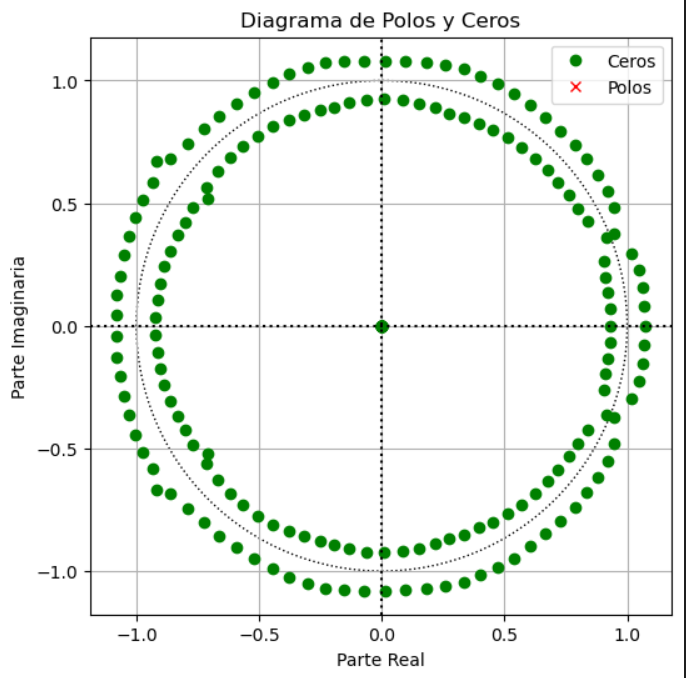 Diagrama de Polos y Ceros
Ceros
Polos
1.0
0.5
0.0
−0.5
−1.0
Parte Imaginaria
−1.0 −0.5 0.0 0.5 1.0
Parte Real